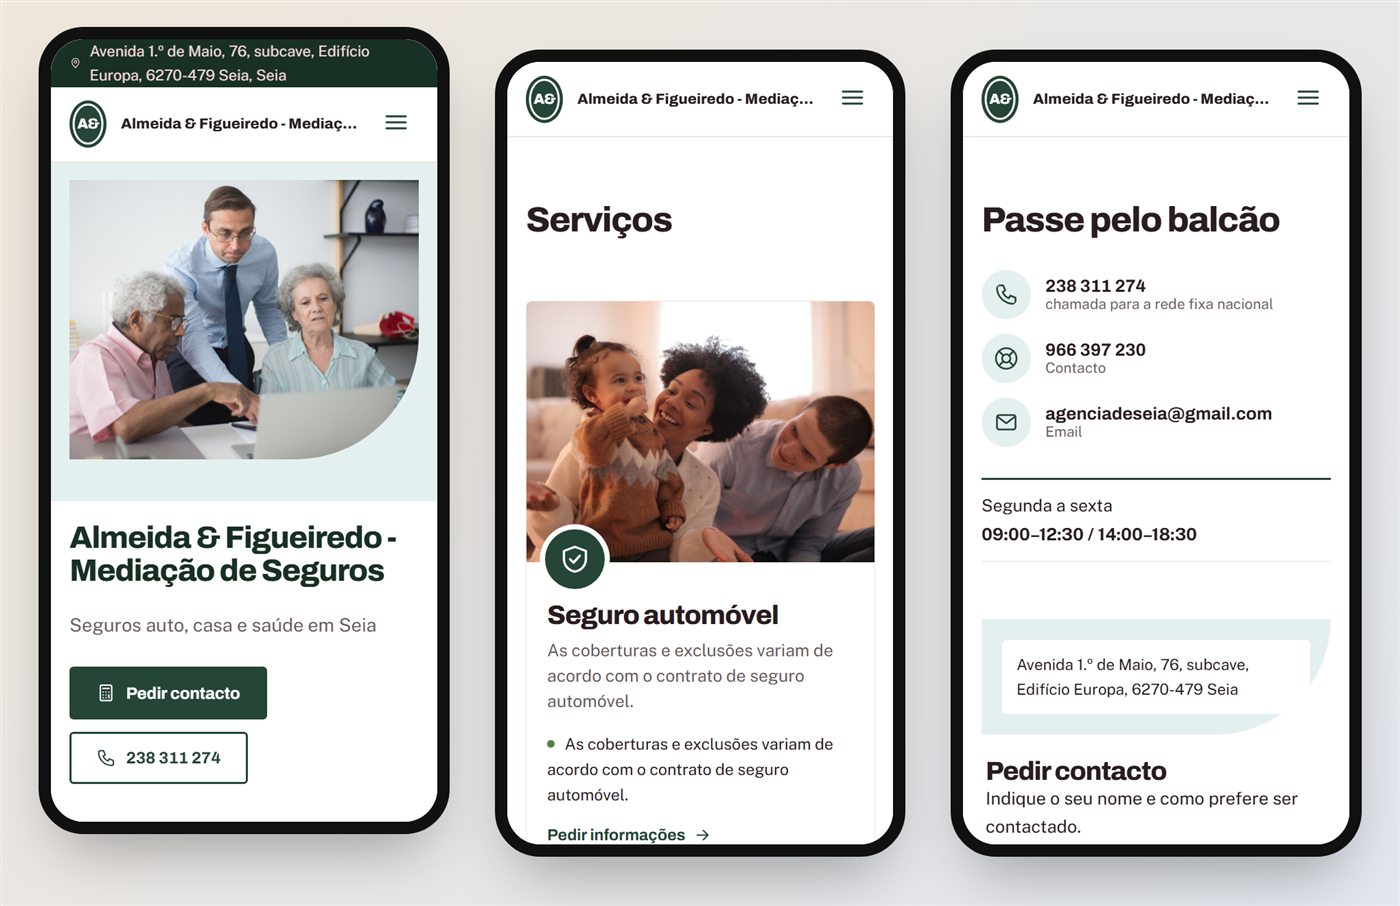 Avenida 1.º de Maio, 76, subcave, Edifício
Europa, 6270-479 Seia, Seia
A&
Almeida & Figueiredo - Mediaç...
Almeida & Figueiredo -
Mediação de Seguros
Seguros auto, casa e saúde em Seia
Pedir contacto
238 311 274
A&
Almeida & Figueiredo - Mediaç...
Serviços
Seguro automóvel
As coberturas e exclusões variam de
acordo com o contrato de seguro
automóvel.
As coberturas e exclusões variam de
acordo com o contrato de seguro
automóvel.
Pedir informações
A&
Almeida & Figueiredo - Mediaç...
Passe pelo balcão
238 311 274
chamada para a rede fixa nacional
966 397 230
Contacto
agenciadeseia@gmail.com
Email
Segunda a sexta
09:00–12:30 / 14:00–18:30
Avenida 1.º de Maio, 76, subcave,
Edifício Europa, 6270-479 Seia
Pedir contacto
Indique o seu nome e como prefere ser
contactado.